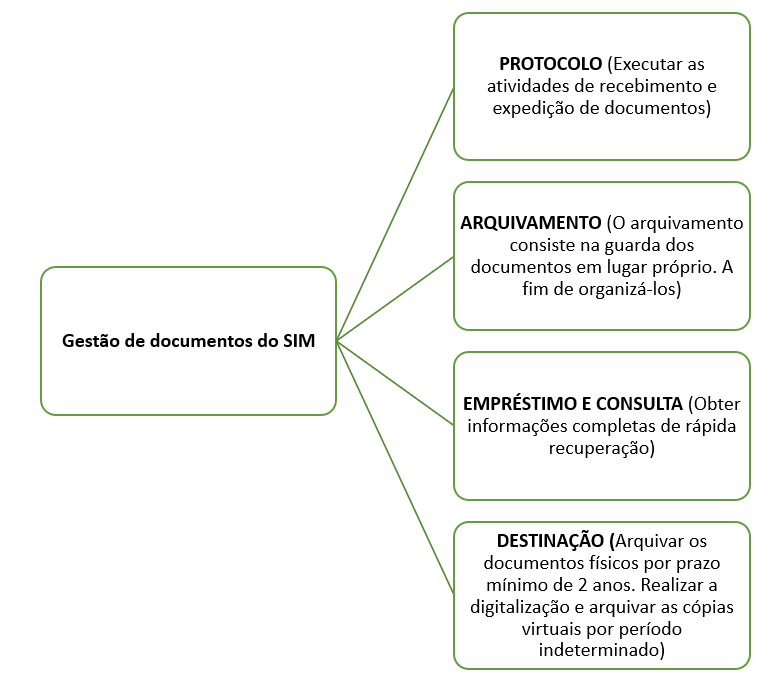 Gestão de documentos do SIM
PROTOCOLO (Executar as
atividades de recebimento e
expedição de documentos)
ARQUIVAMENTO (O arquivamento
consiste na guarda dos
documentos em lugar próprio. A
fim de organizá-los)
EMPRÉSTIMO E CONSULTA (Obter
informações completas de rápida
recuperação)
DESTINAÇÃO (Arquivar os
documentos físicos por prazo
mínimo de 2 anos. Realizar a
digitalização e arquivar as cópias
virtuais por período
indeterminado)